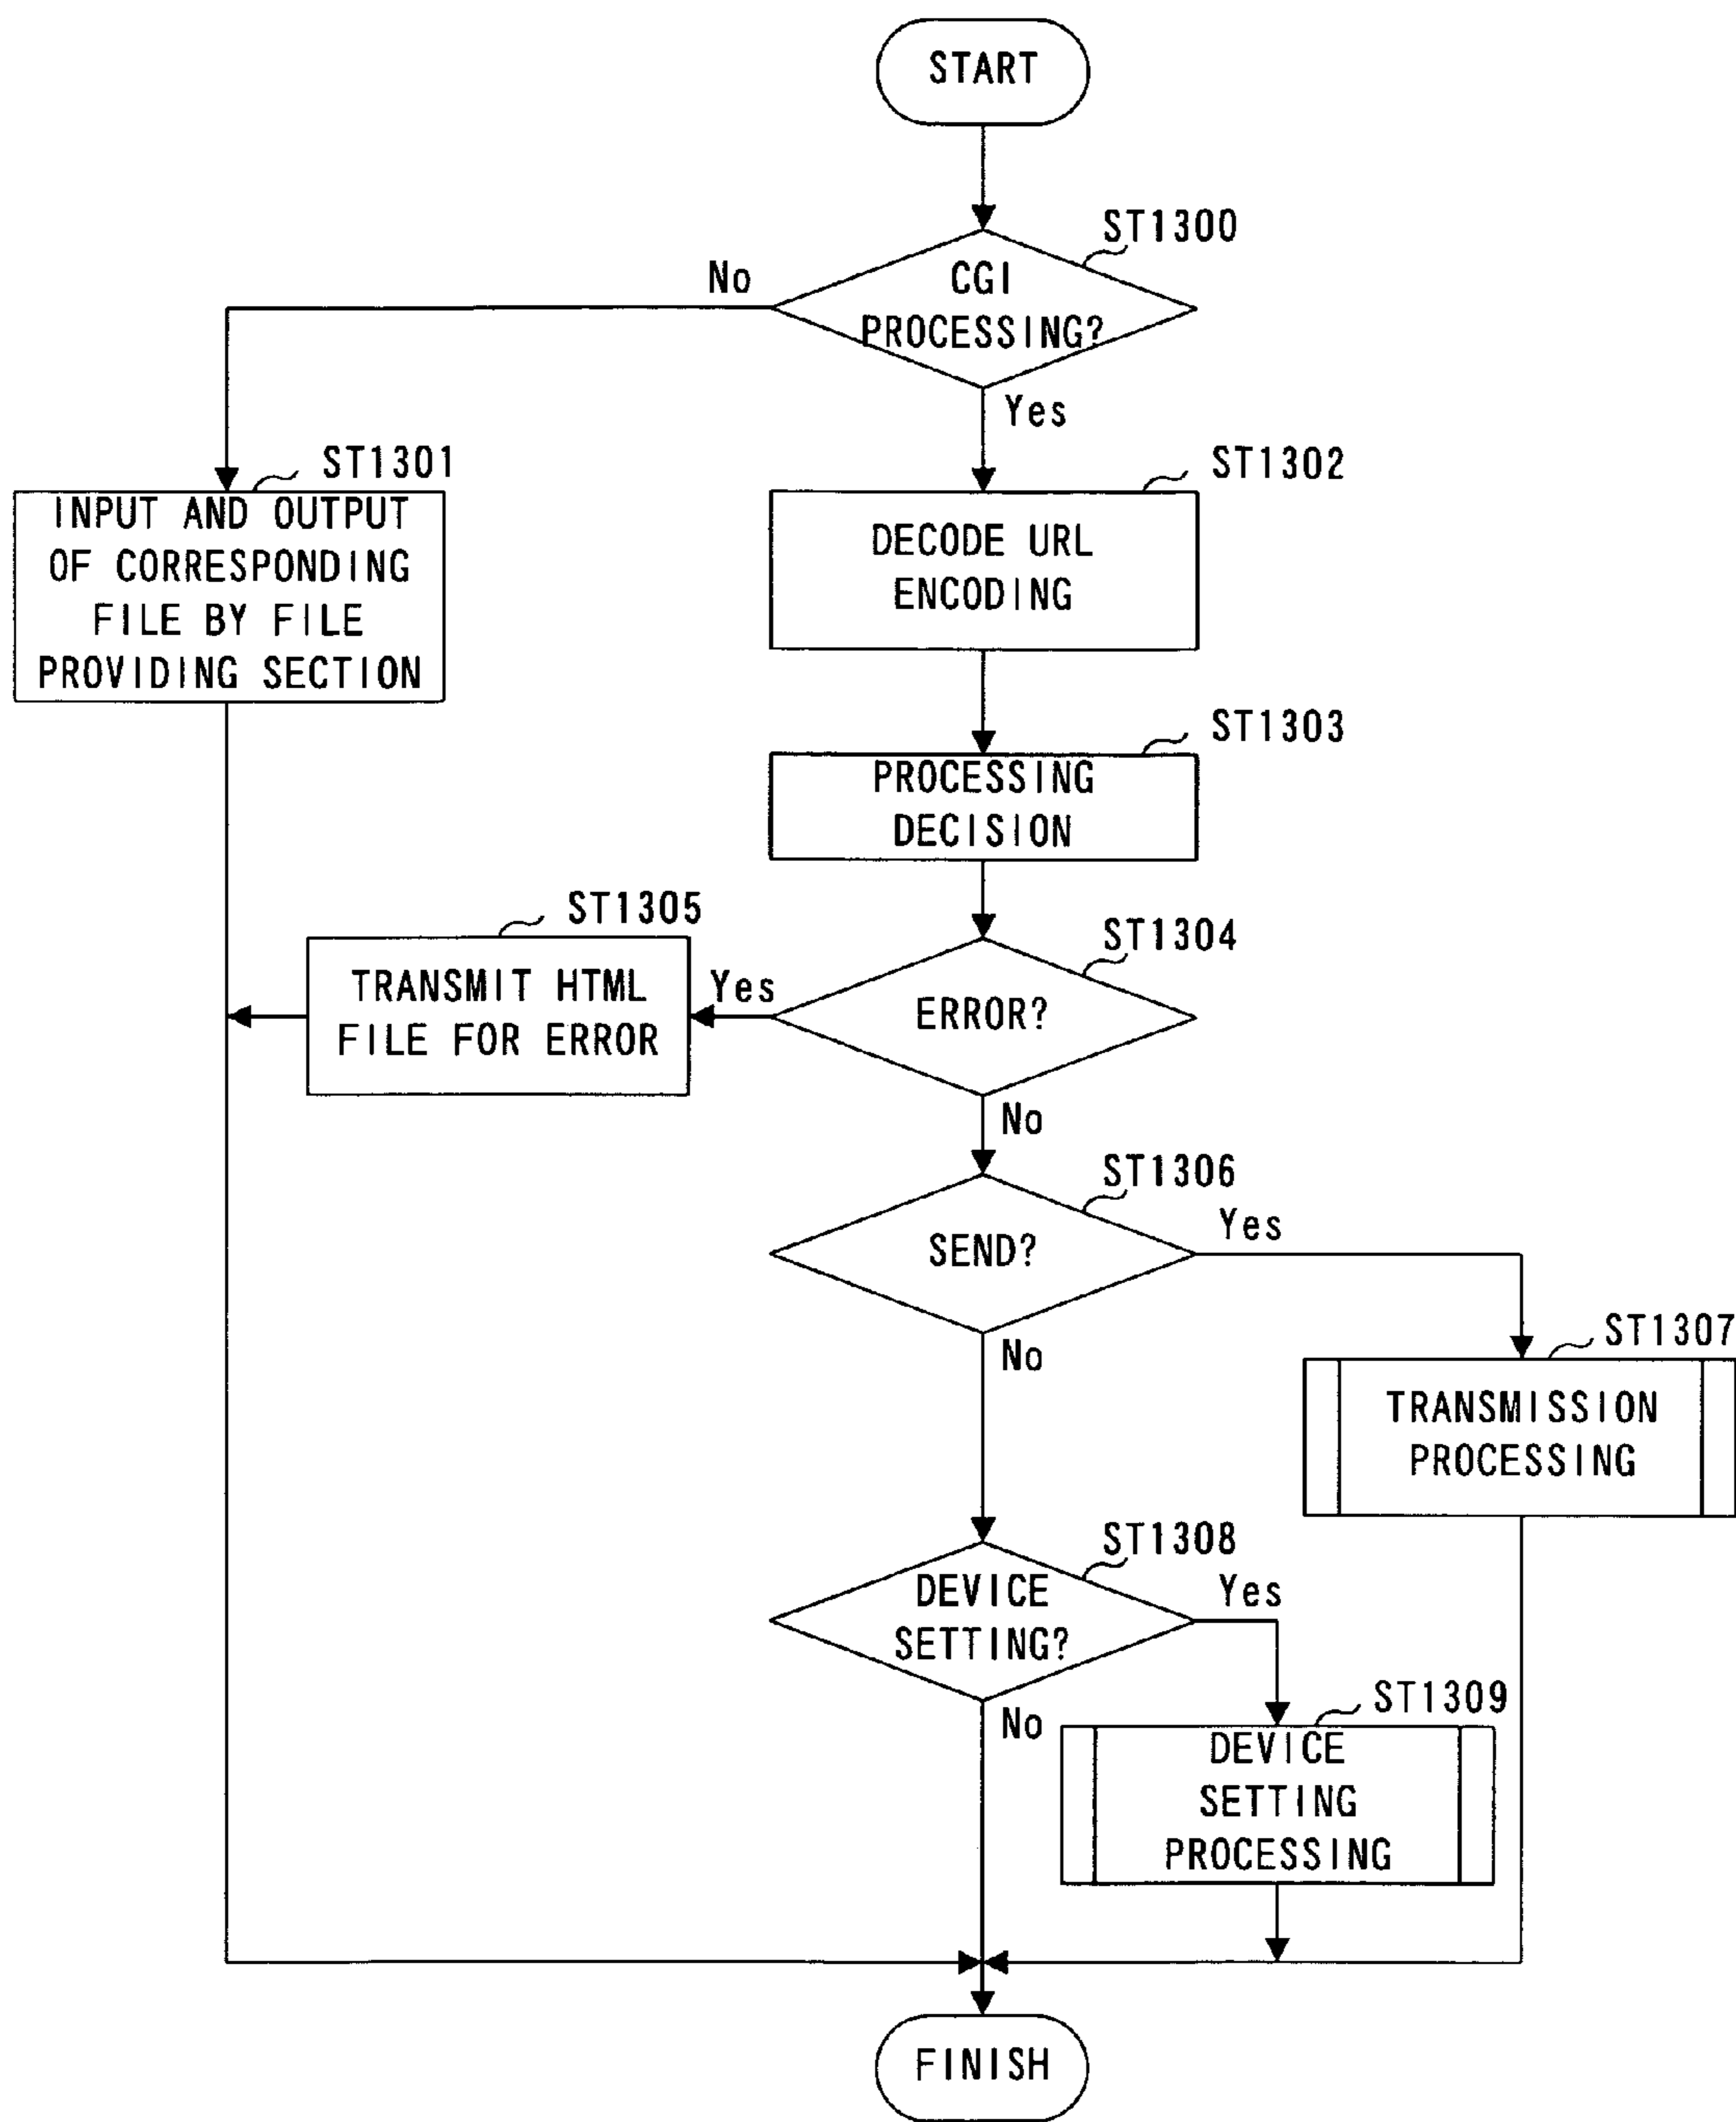 START
ST1300
No
CGI
PROCESSING?
Yes
ST1301
ST1302
INPUT AND OUTPUT
OF CORRESPONDING
FILE BY FILE
PROVIDING SECTION
DECODE URL
ENCODING
ST1303
PROCESSING
DECISION
ST1305
ST1304
TRANSMIT HTML
FILE FOR ERROR
Yes
ERROR?
No
ST1306
Yes
SEND?
No
ST1307
TRANSMISSION
PROCESSING
ST1308
DEVICE
SETTING?
Yes
No
ST1309
DEVICE
SETTING
PROCESSING
FINISH